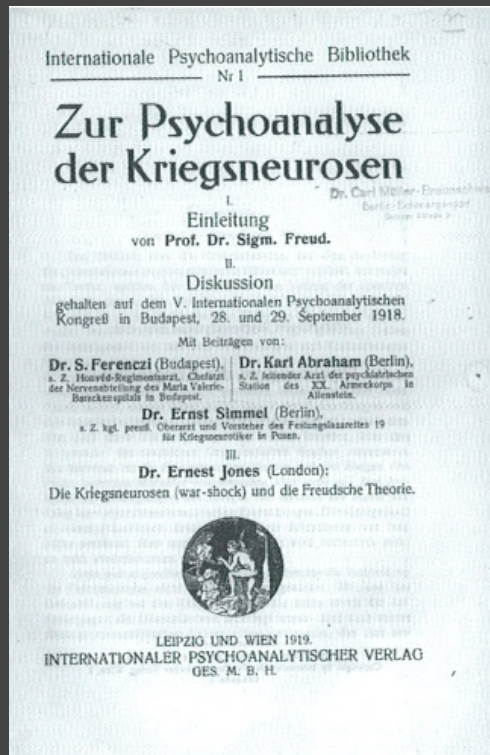 Internationale Psychoanalytische Bibliothek
Nr 1
Zur Psychoanalyse
der Kriegsneurosen
I.
Einleitung
von Prof. Dr. Sigm. Freud.
Dr. Carl Müller-
Berlin-Schmargendorf
II.
Diskussion
gehalten auf dem V. Internationalen Psychoanalytischen
Kongreß in Budapest, 28. und 29. September 1918.
Mit Beiträgen von:
Dr. S. Ferenczi (Budapest),
s. Z. Honvéd-Regimentsarzt, Chefarzt
der Nervenabteilung des Maria Valerie-
Barackenspitals in Budapest.
Dr. Karl Abraham (Berlin),
s. Z. leitender Arzt der psychiatrischen
Station des XX. Armeekorps in
Allenstein.
Dr. Ernst Simmel (Berlin),
s. Z. kgl. preuß. Oberarzt und Vorsteher des Festungslazarettes 19
für Kriegsneurotiker in Posen.
III.
Dr. Ernest Jones (London):
Die Kriegsneurosen (war-shock) und die Freudsche Theorie.
LEIPZIG UND WIEN 1919.
INTERNATIONALER PSYCHOANALYTISCHER VERLAG
GES. M. B. H.